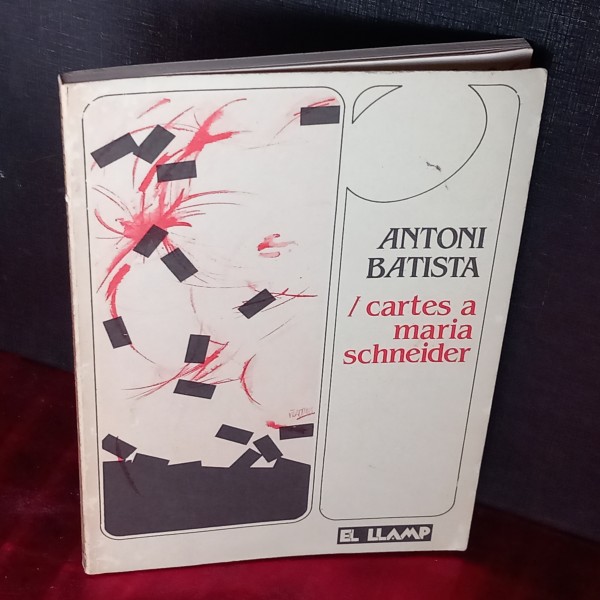 ANTONI
BATISTA
/ cartes a
maria
schneider
EL LLAMP